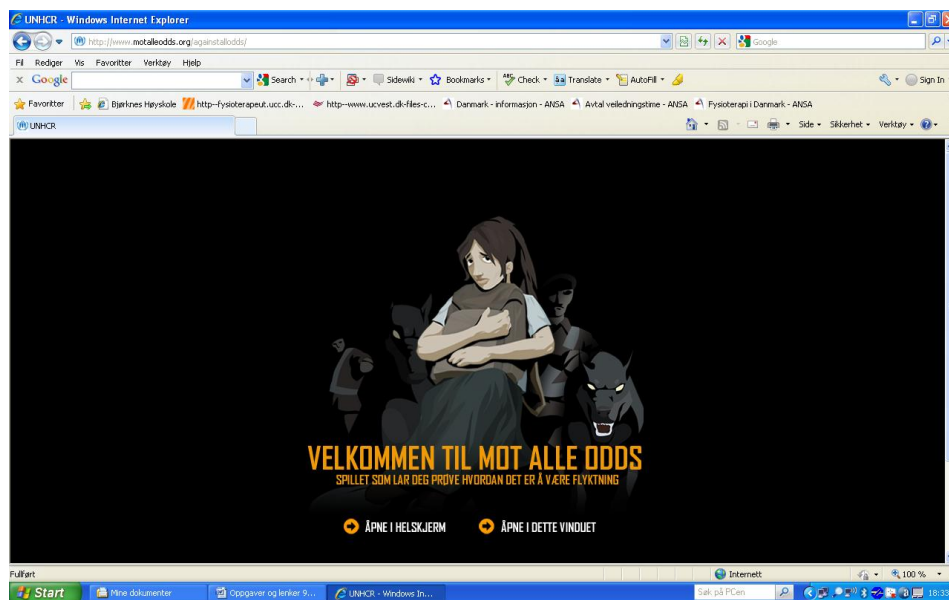 UNHCR - Windows Internet Explorer
http://www.motalleodds.org/againstallodds/
Google
Fil Rediger Vis Favoritter Verktøy Hjelp
x Google Search Sidewiki Bookmarks Check Translate AutoFill Sign In
Favoritter Bjørknes Høyskole http--fysioterapeut.ucc.dk-... http--www.ucvest.dk-files-c... Danmark - informasjon - ANSA Avtal veiledningstime - ANSA Fysioterapi i Danmark - ANSA
UNHCR Side Sikkerhet Verktøy
VELKOMMEN TIL MOT ALLE ODDS
SPILLET SOM LAR DEG PRØVE HVORDAN DET ER Å VÆRE FLYKTNING
ÅPNE I HELSKJERM ÅPNE I DETTE VINDUET
Fullført Internett 100 %
Start Mine dokumenter Oppgaver og lenker 9... UNHCR - Windows In... Søk på PCen